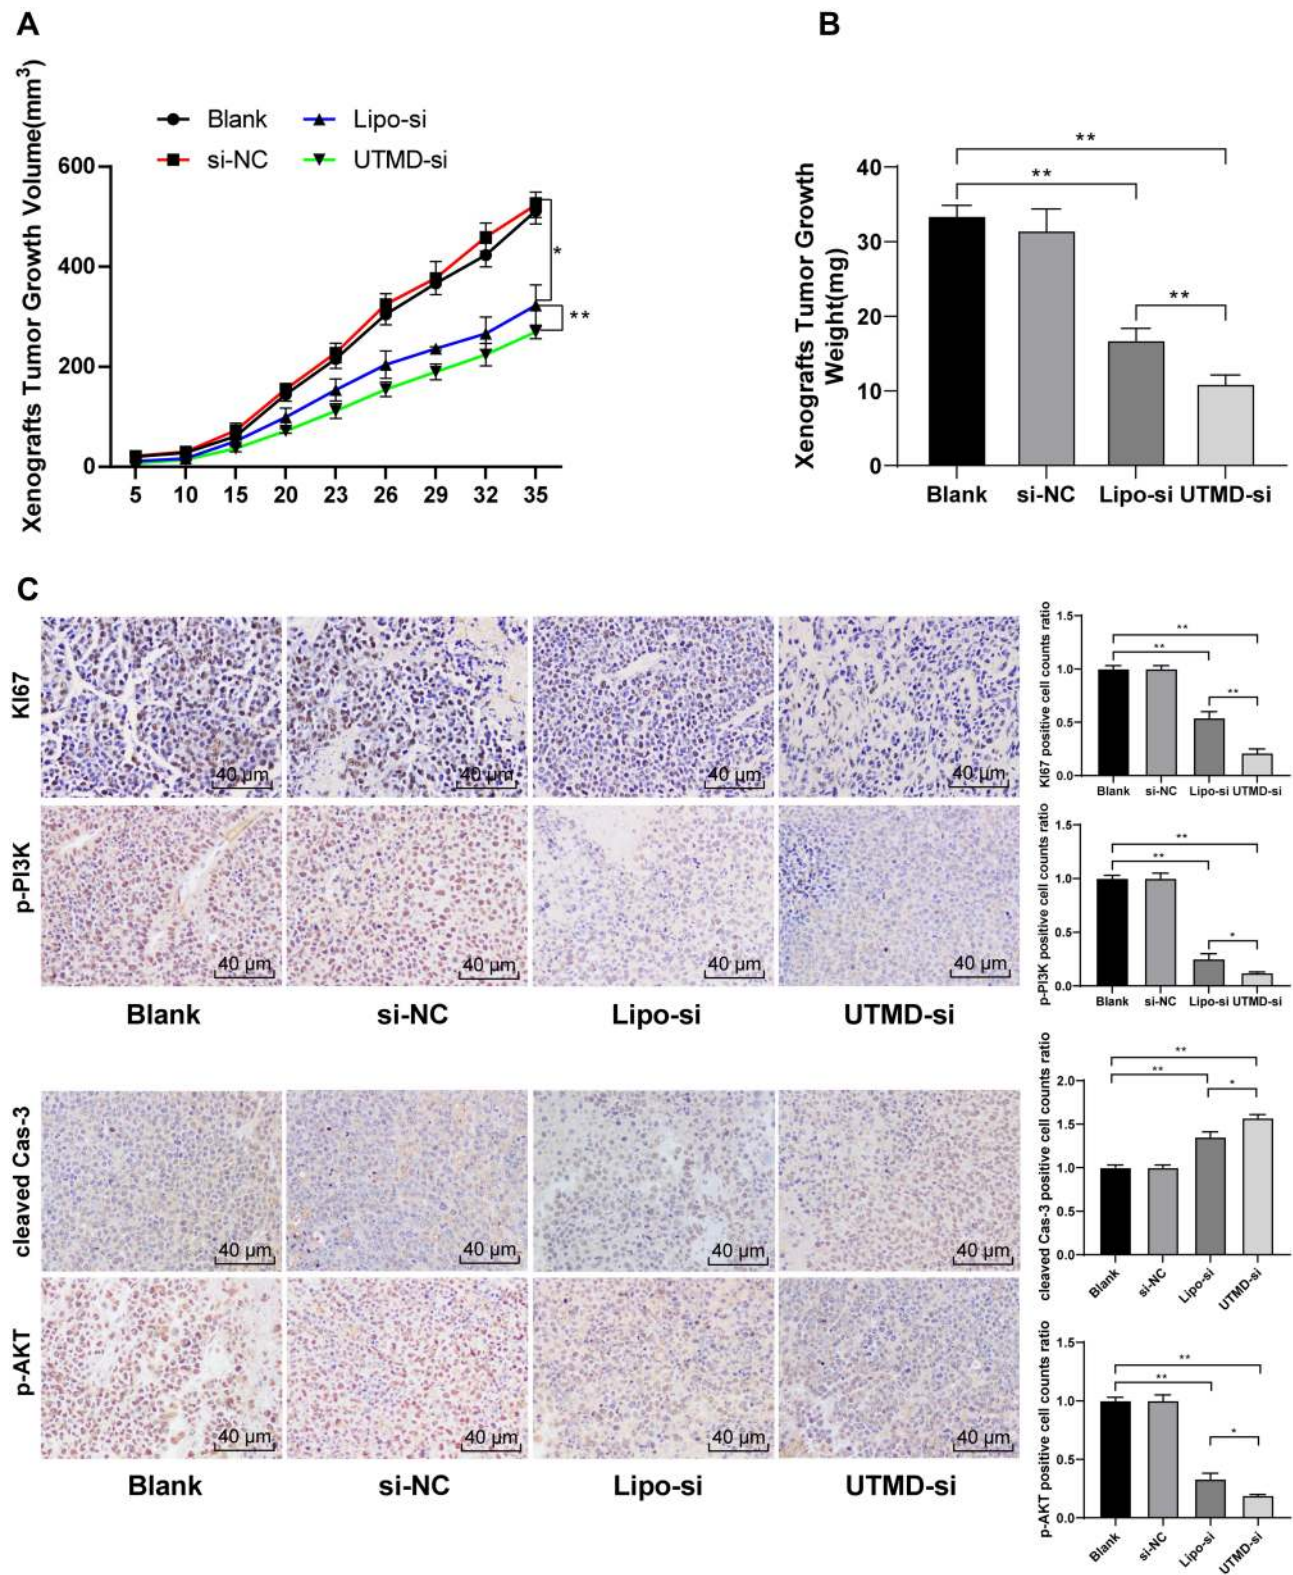 A
B
Xenografts Tumor Growth Volume(mm3)
Blank
Lipo-si
si-NC
UTMD-si
600
400
200
0
*
**
5 10 15 20 23 26 29 32 35
Xenografts Tumor Growth
Weight(mg)
40
30
20
10
0
**
**
**
Blank si-NC Lipo-si UTMD-si
C
KI67
40 μm 40 μm 40 μm 40 μm
p-PI3K
40 μm 40 μm 40 μm 40 μm
Blank si-NC Lipo-si UTMD-si
cleaved Cas-3
40 μm 40 μm 40 μm 40 μm
p-AKT
40 μm 40 μm 40 μm 40 μm
Blank si-NC Lipo-si UTMD-si
KI67 positive cell counts ratio
1.5
1.0
0.5
0.0
**
**
**
Blank si-NC Lipo-si UTMD-si
p-PI3K positive cell counts ratio
1.5
1.0
0.5
0.0
**
**
*
Blank si-NC Lipo-si UTMD-si
cleaved Cas-3 positive cell counts ratio
2.0
1.5
1.0
0.5
0.0
**
**
*
Blank si-NC Lipo-si UTMD-si
p-AKT positive cell counts ratio
1.5
1.0
0.5
0.0
**
**
*
Blank si-NC Lipo-si UTMD-si